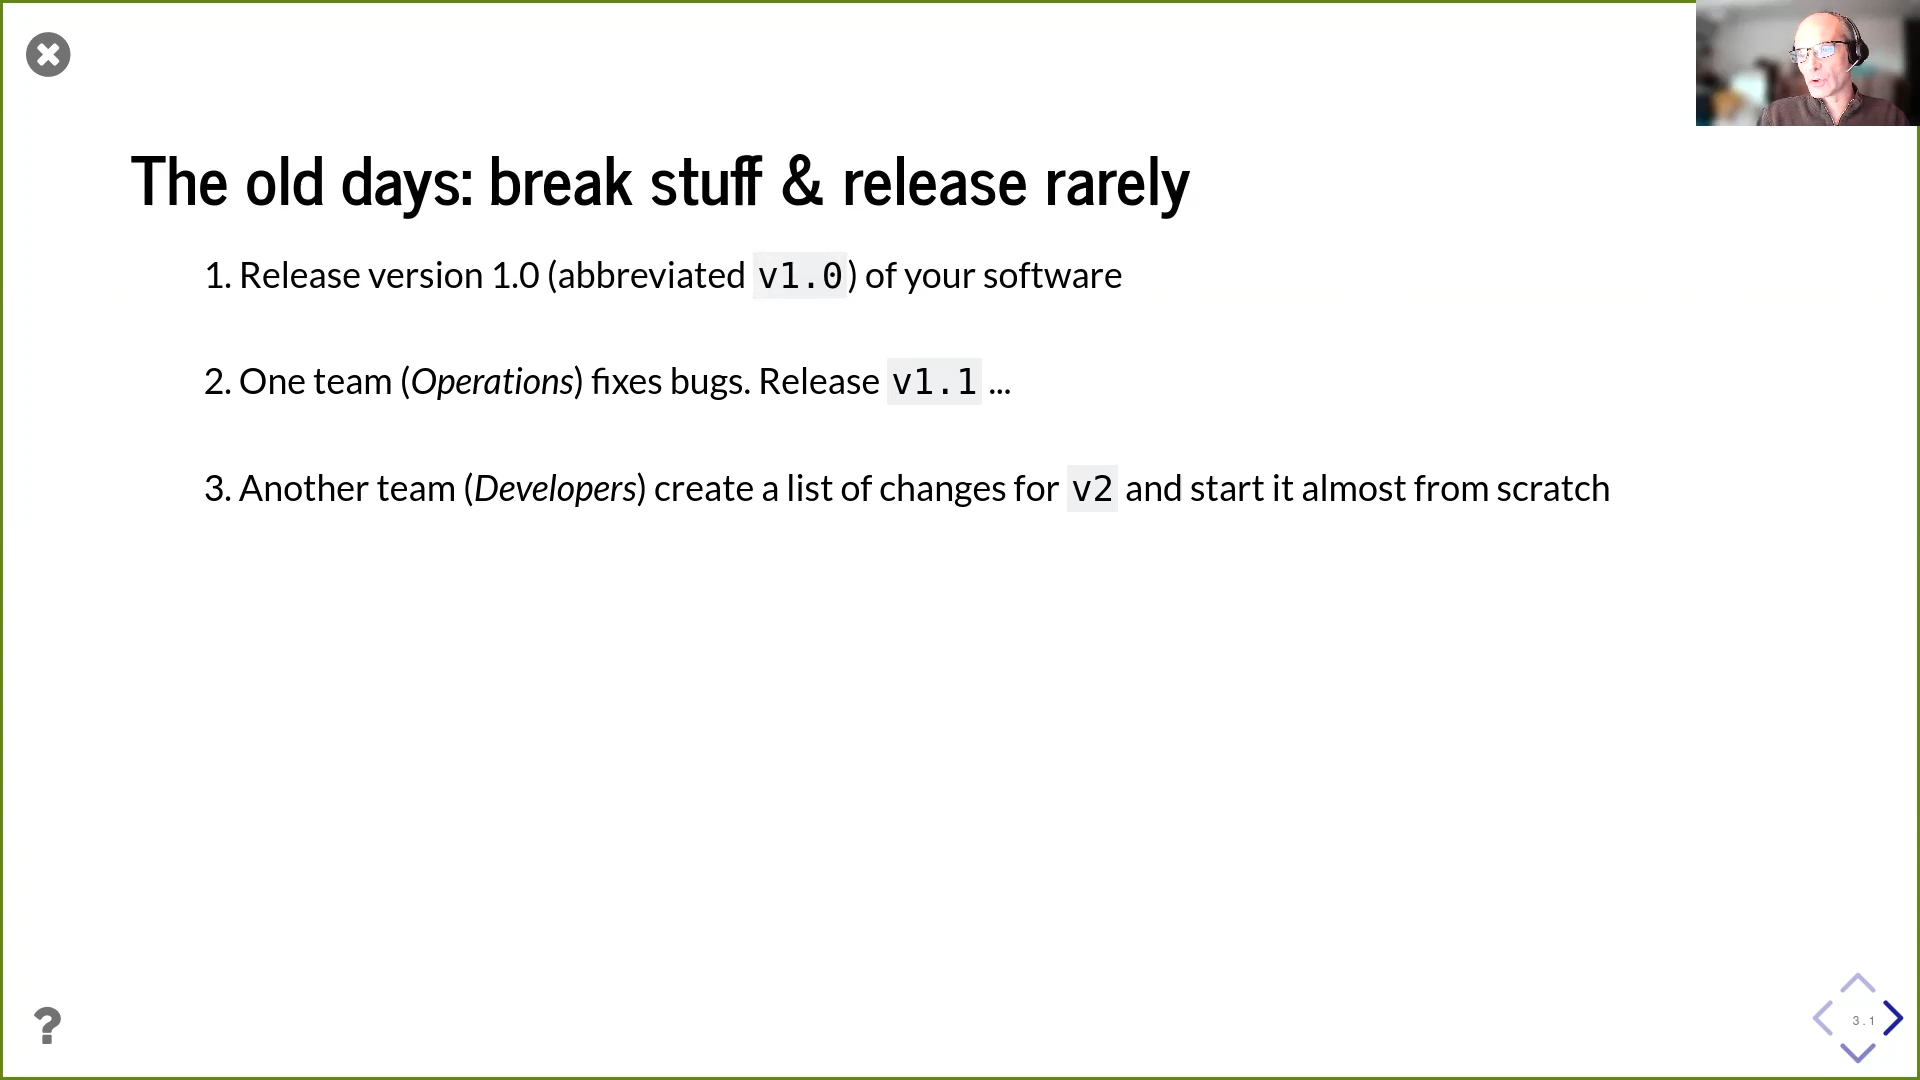 The old days: break stuff & release rarely
1. Release version 1.0 (abbreviated v1.0) of your software
2. One team (Operations) fixes bugs. Release v1.1 ...
3. Another team (Developers) create a list of changes for v2 and start it almost from scratch
?
3.1